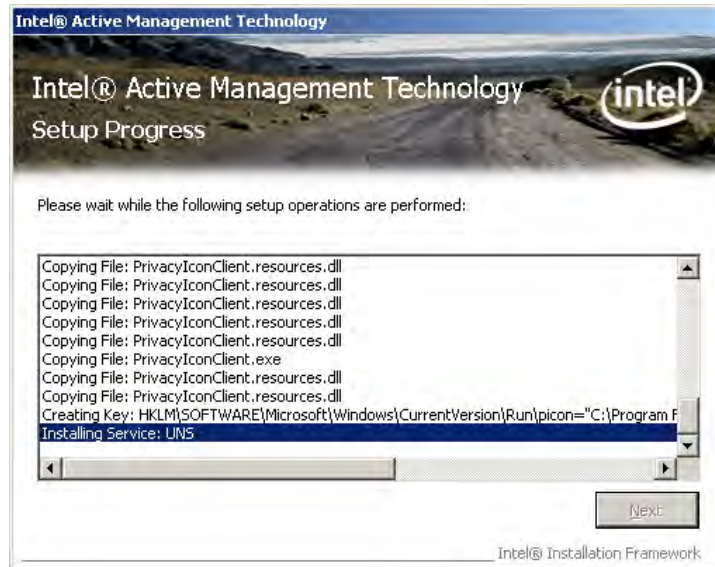 Intel® Active Management Technology
Intel® Active Management Technology
intel
Setup Progress
Please wait while the following setup operations are performed:
Copying File: PrivacyIconClient.resources.dll
Copying File: PrivacyIconClient.resources.dll
Copying File: PrivacyIconClient.resources.dll
Copying File: PrivacyIconClient.resources.dll
Copying File: PrivacyIconClient.resources.dll
Copying File: PrivacyIconClient.exe
Copying File: PrivacyIconClient.resources.dll
Copying File: PrivacyIconClient.resources.dll
Creating Key: HKLM\SOFTWARE\Microsoft\Windows\CurrentVersion\Run\picon="C:\Program F
Installing Service: UNS
Next
Intel® Installation Framework